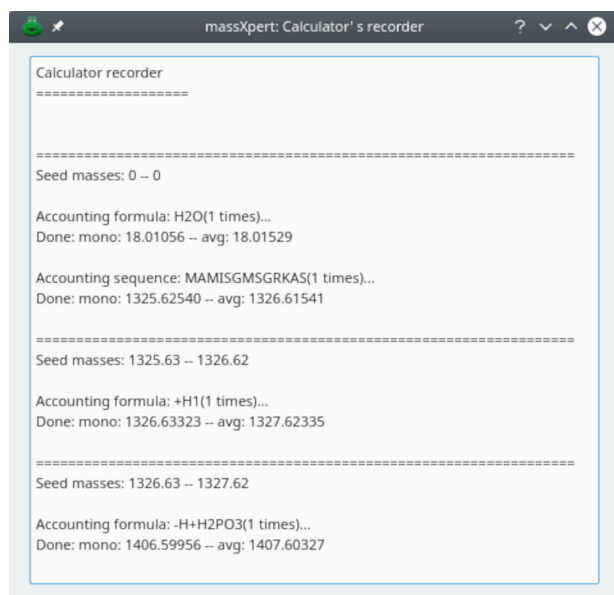 massXpert: Calculator' s recorder
Calculator recorder
===================
====================================================================
Seed masses: 0 -- 0
Accounting formula: H2O(1 times)...
Done: mono: 18.01056 -- avg: 18.01529
Accounting sequence: MAMISGMSGRKAS(1 times)...
Done: mono: 1325.62540 -- avg: 1326.61541
====================================================================
Seed masses: 1325.63 -- 1326.62
Accounting formula: +H1(1 times)...
Done: mono: 1326.63323 -- avg: 1327.62335
====================================================================
Seed masses: 1326.63 -- 1327.62
Accounting formula: -H+H2PO3(1 times)...
Done: mono: 1406.59956 -- avg: 1407.60327